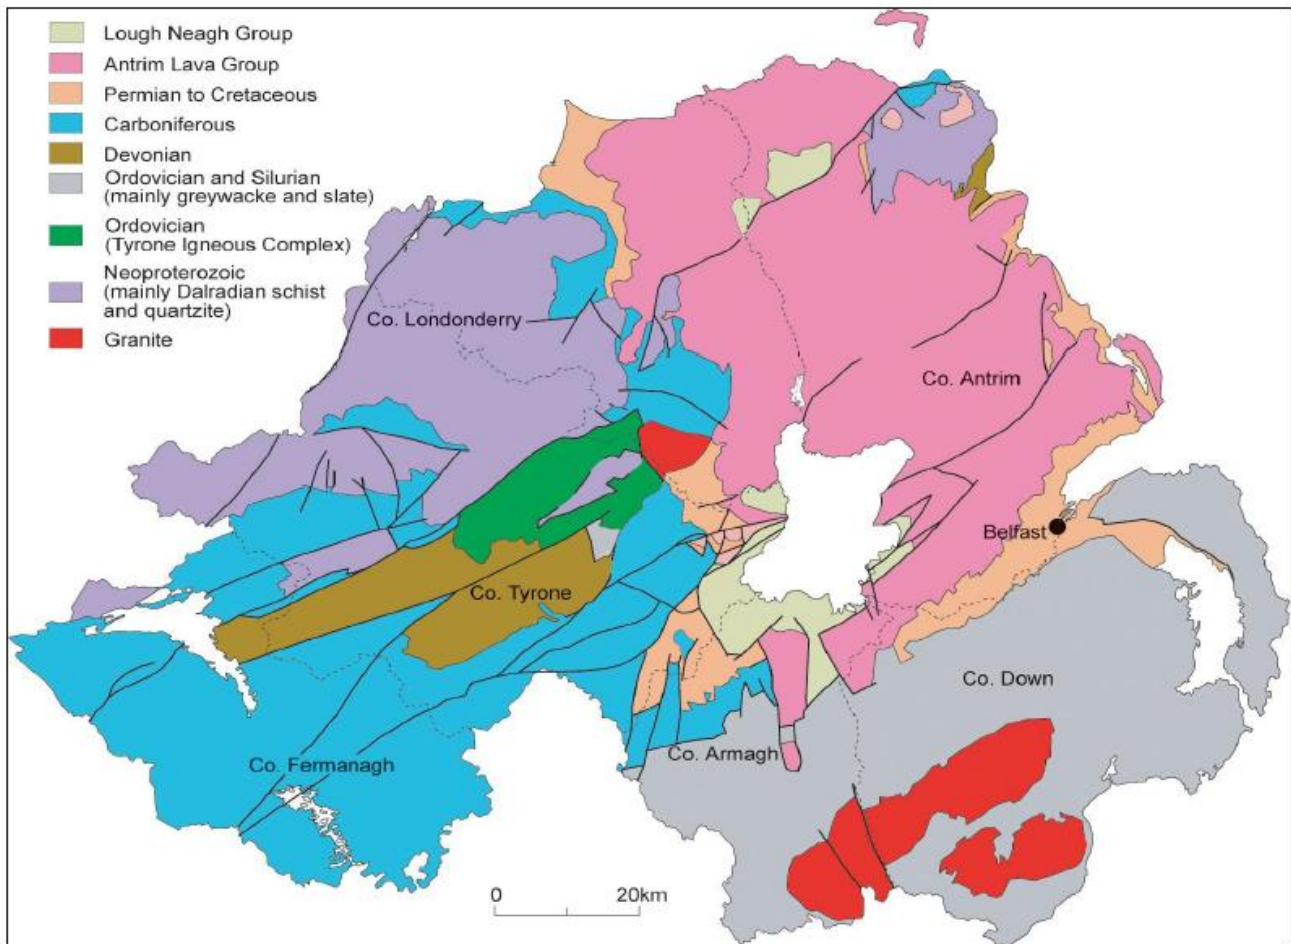 Lough Neagh Group
Antrim Lava Group
Permian to Cretaceous
Carboniferous
Devonian
Ordovician and Silurian
(mainly greywacke and slate)
Ordovician
(Tyrone Igneous Complex)
Neoproterozoic
(mainly Dalradian schist
and quartzite)
Granite
Co. Londonderry
Co. Antrim
Belfast
Co. Tyrone
Co. Down
Co. Armagh
Co. Fermanagh
0 20km